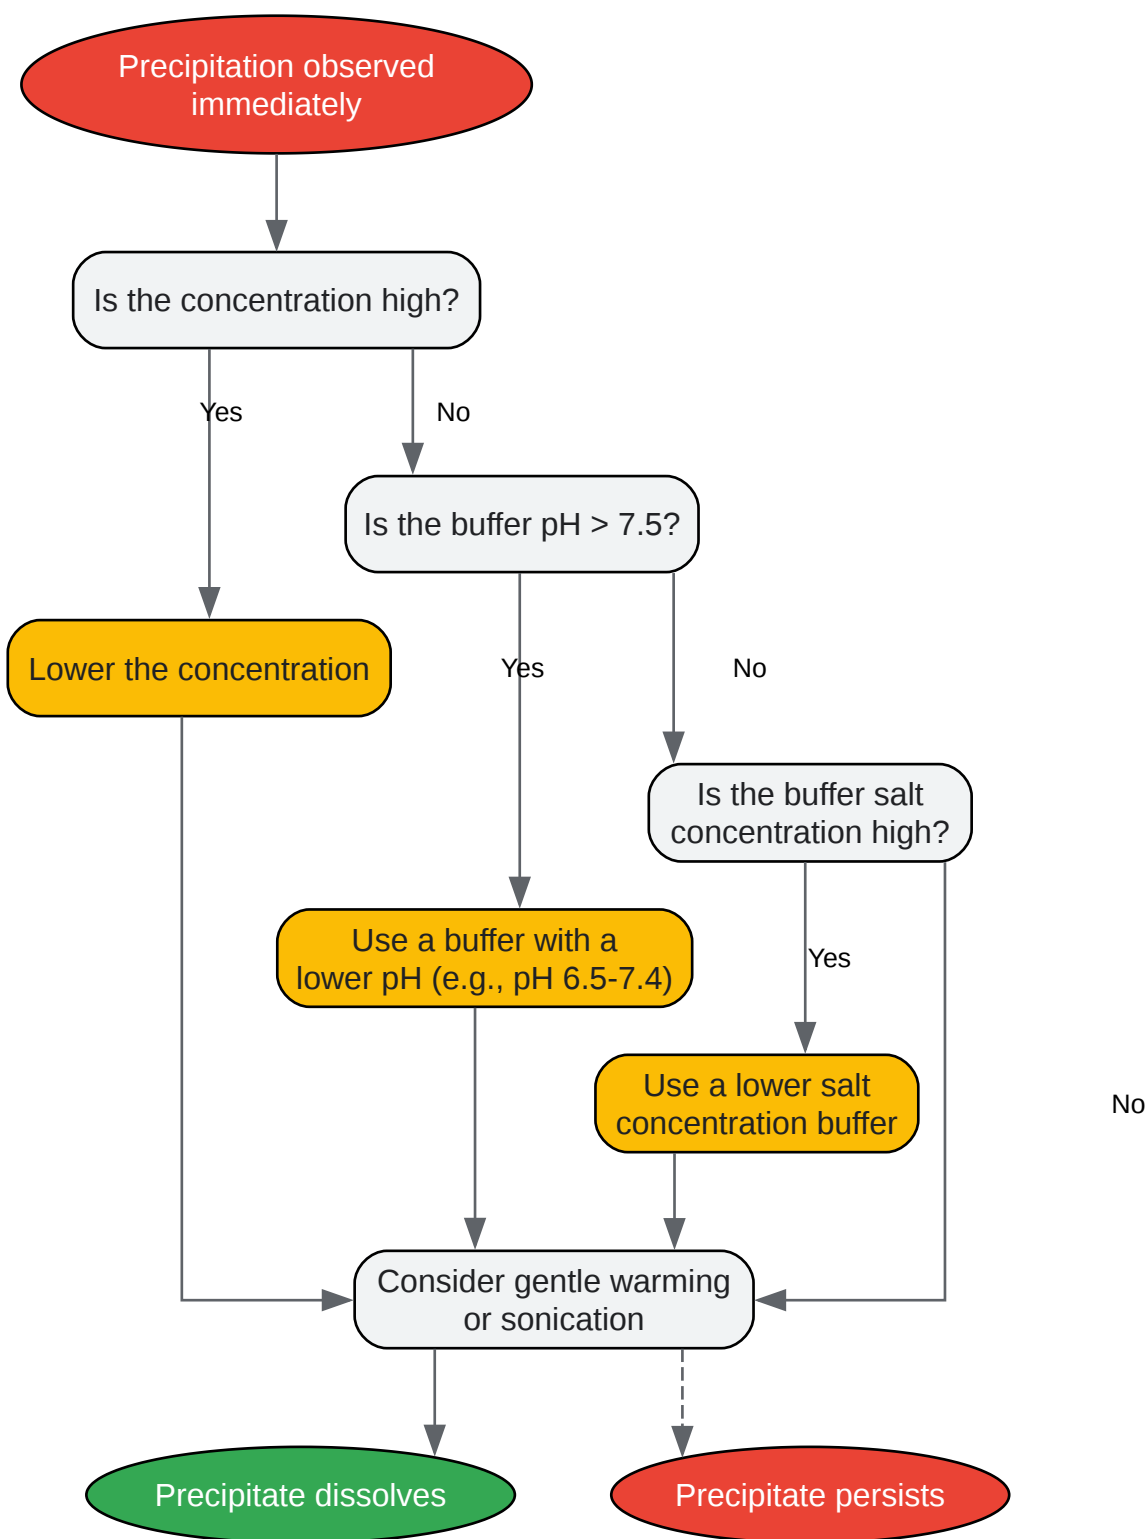 Precipitation observed
immediately
Is the concentration high?
Yes
No
Is the buffer pH > 7.5?
Lower the concentration
Yes
No
Is the buffer salt
concentration high?
Use a buffer with a
lower pH (e.g., pH 6.5-7.4)
Yes
Use a lower salt
concentration buffer
No
Consider gentle warming
or sonication
Precipitate dissolves
Precipitate persists